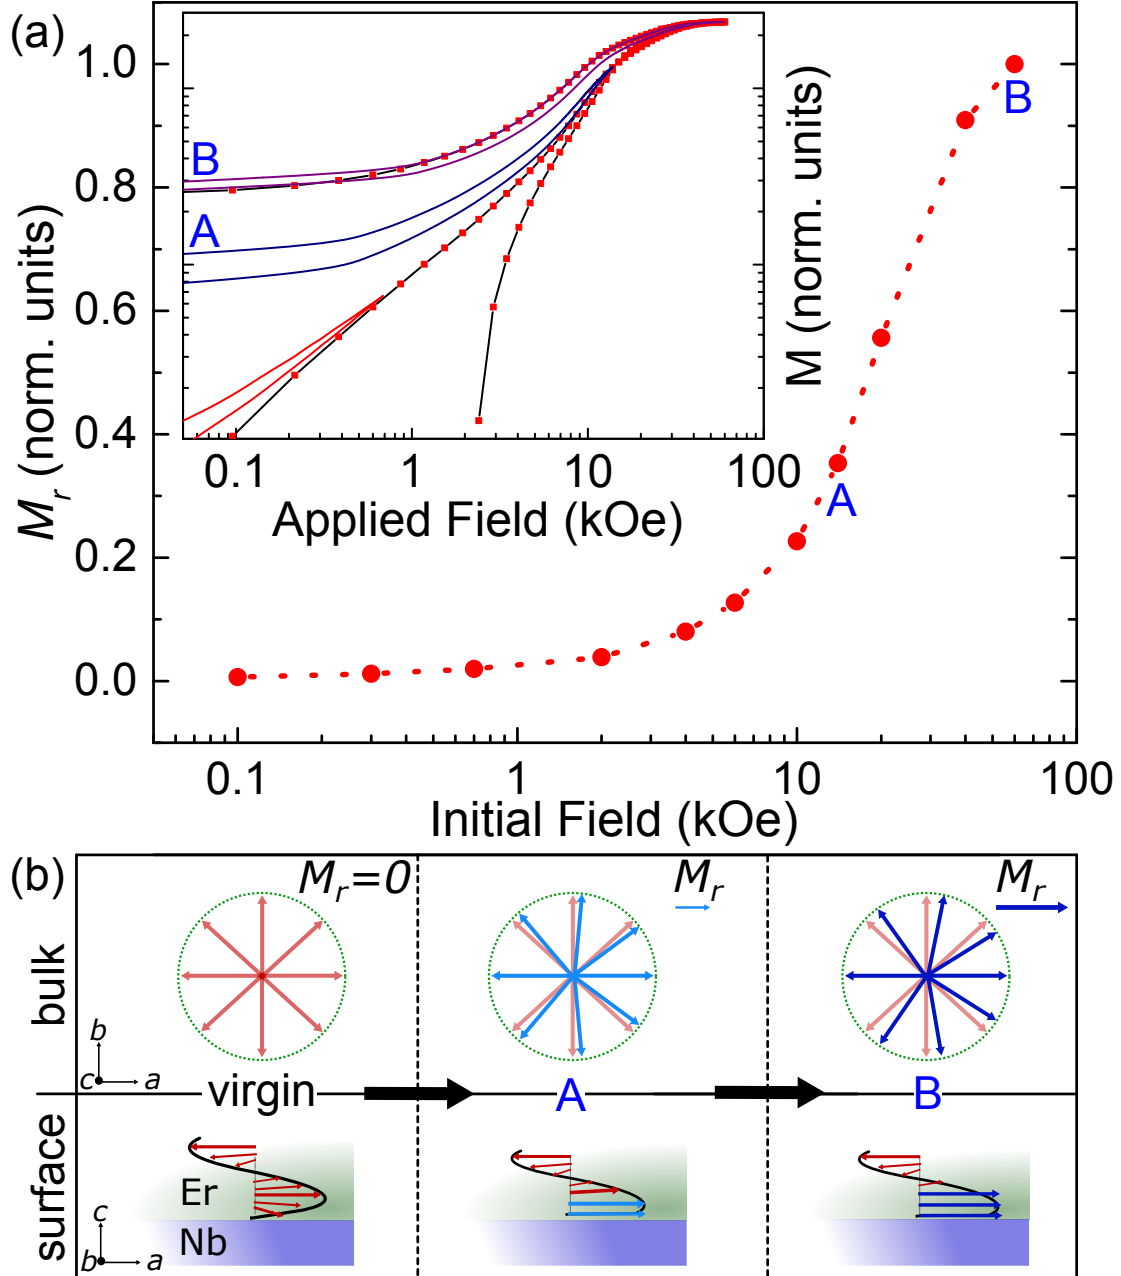 (a)
M_r (norm. units)
1.0
0.8
0.6
0.4
0.2
0.0
B
A
0.1 1 10 100
Applied Field (kOe)
M (norm. units)
B
A
0.1 1 10 100
Initial Field (kOe)
(b)
bulk
M_r=0
M_r
M_r
b
c a
virgin
A
B
surface
Er
Nb
c
b a